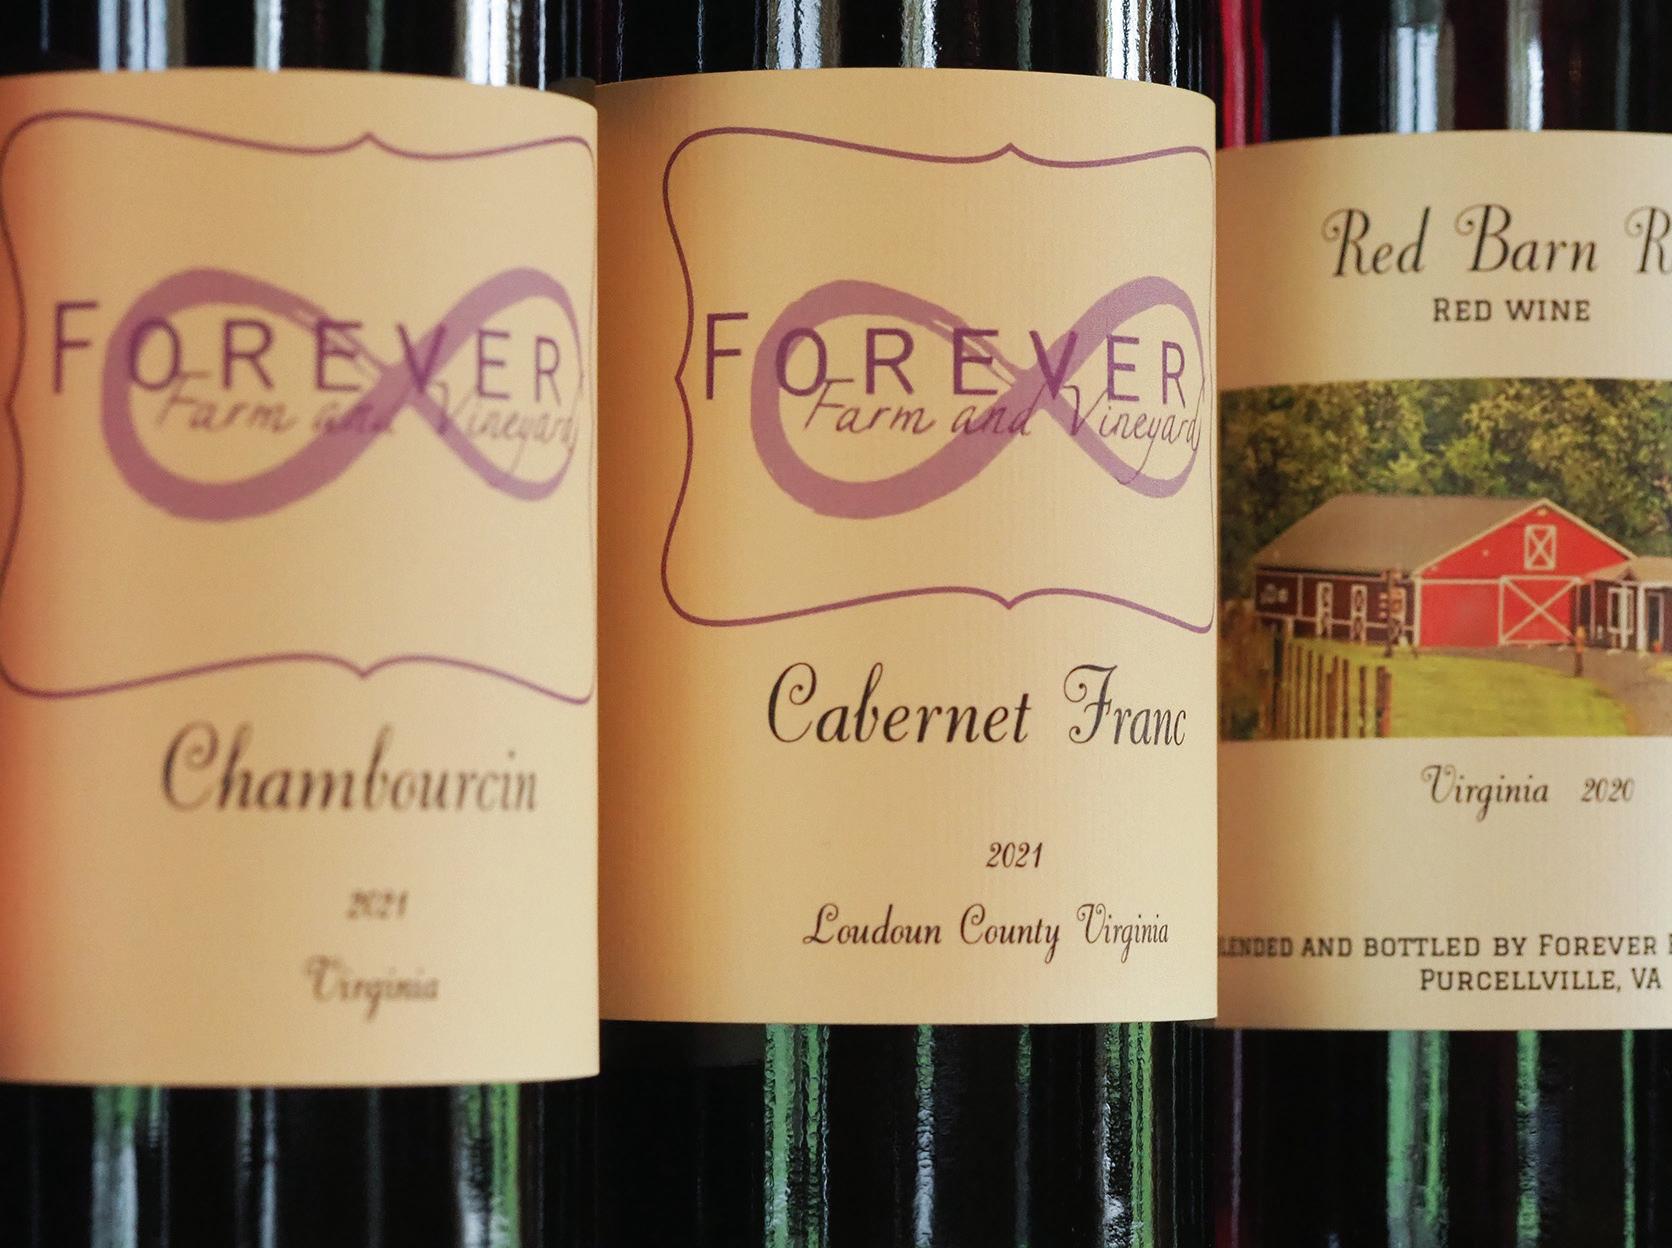 FOREVER
Farm and Vineyard
Chambourcin
2021
Virginia
FOREVER
Farm and Vineyard
Cabernet Franc
2021
Loudoun County Virginia
Red Barn R
RED WINE
Virginia 2020
LENDED AND BOTTLED BY FOREVER
PURCELLVILLE, VA